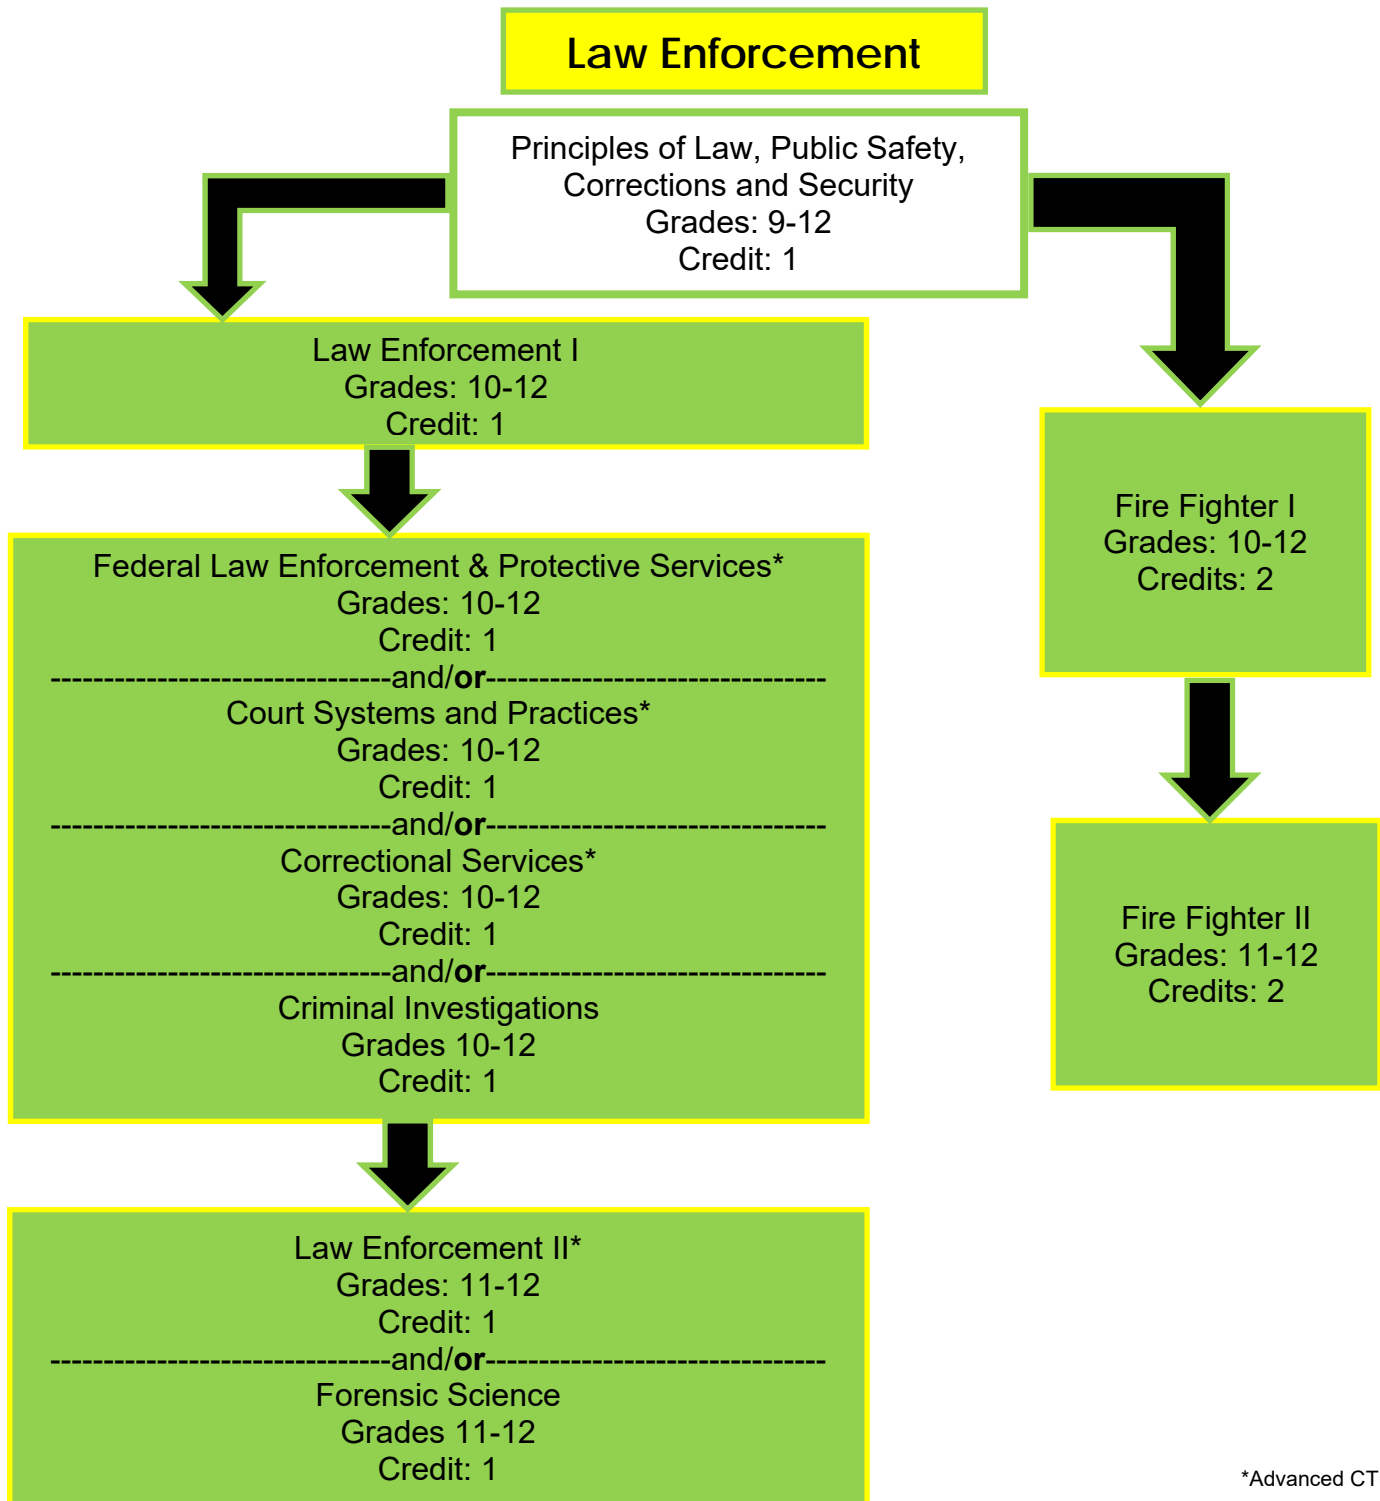 Law Enforcement
Principles of Law, Public Safety,
Corrections and Security
Grades: 9-12
Credit: 1
Law Enforcement I
Grades: 10-12
Credit: 1
Federal Law Enforcement & Protective Services*
Grades: 10-12
Credit: 1
--------------------------------and/or--------------------------------
Court Systems and Practices*
Grades: 10-12
Credit: 1
--------------------------------and/or--------------------------------
Correctional Services*
Grades: 10-12
Credit: 1
--------------------------------and/or--------------------------------
Criminal Investigations
Grades 10-12
Credit: 1
Law Enforcement II*
Grades: 11-12
Credit: 1
--------------------------------and/or--------------------------------
Forensic Science
Grades 11-12
Credit: 1
Fire Fighter I
Grades: 10-12
Credits: 2
Fire Fighter II
Grades: 11-12
Credits: 2
*Advanced CT